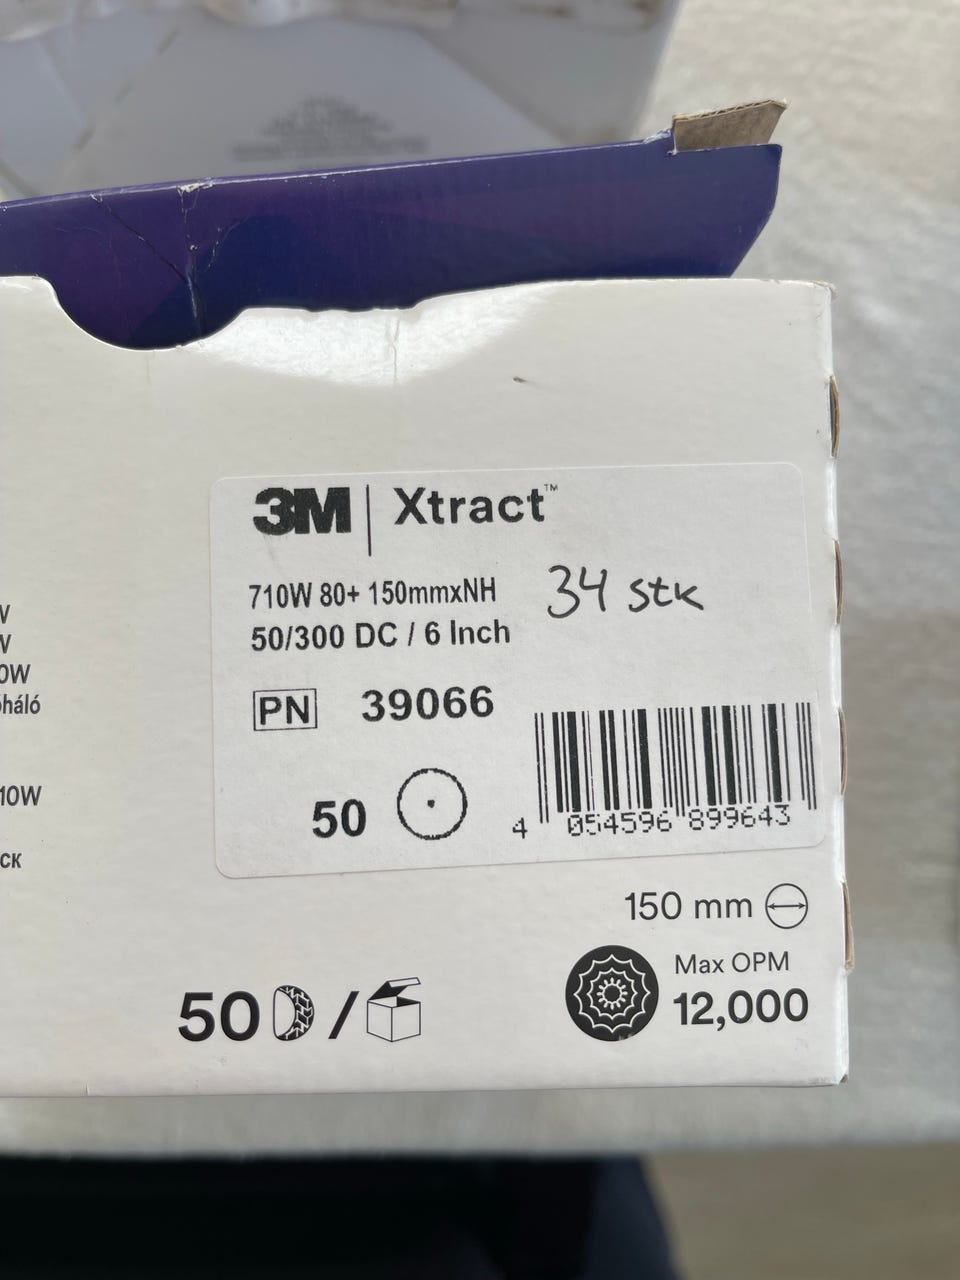 3M | Xtract™
710W 80+ 150mmxNH
34 stk
50/300 DC / 6 Inch
PN 39066
50
4 054596 899643
150 mm
Max OPM
12,000
50 /
W
W
0W
óháló
10W
CK